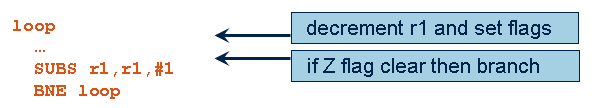 loop
…
SUBS r1,r1,#1
BNE loop
decrement r1 and set flags
if Z flag clear then branch